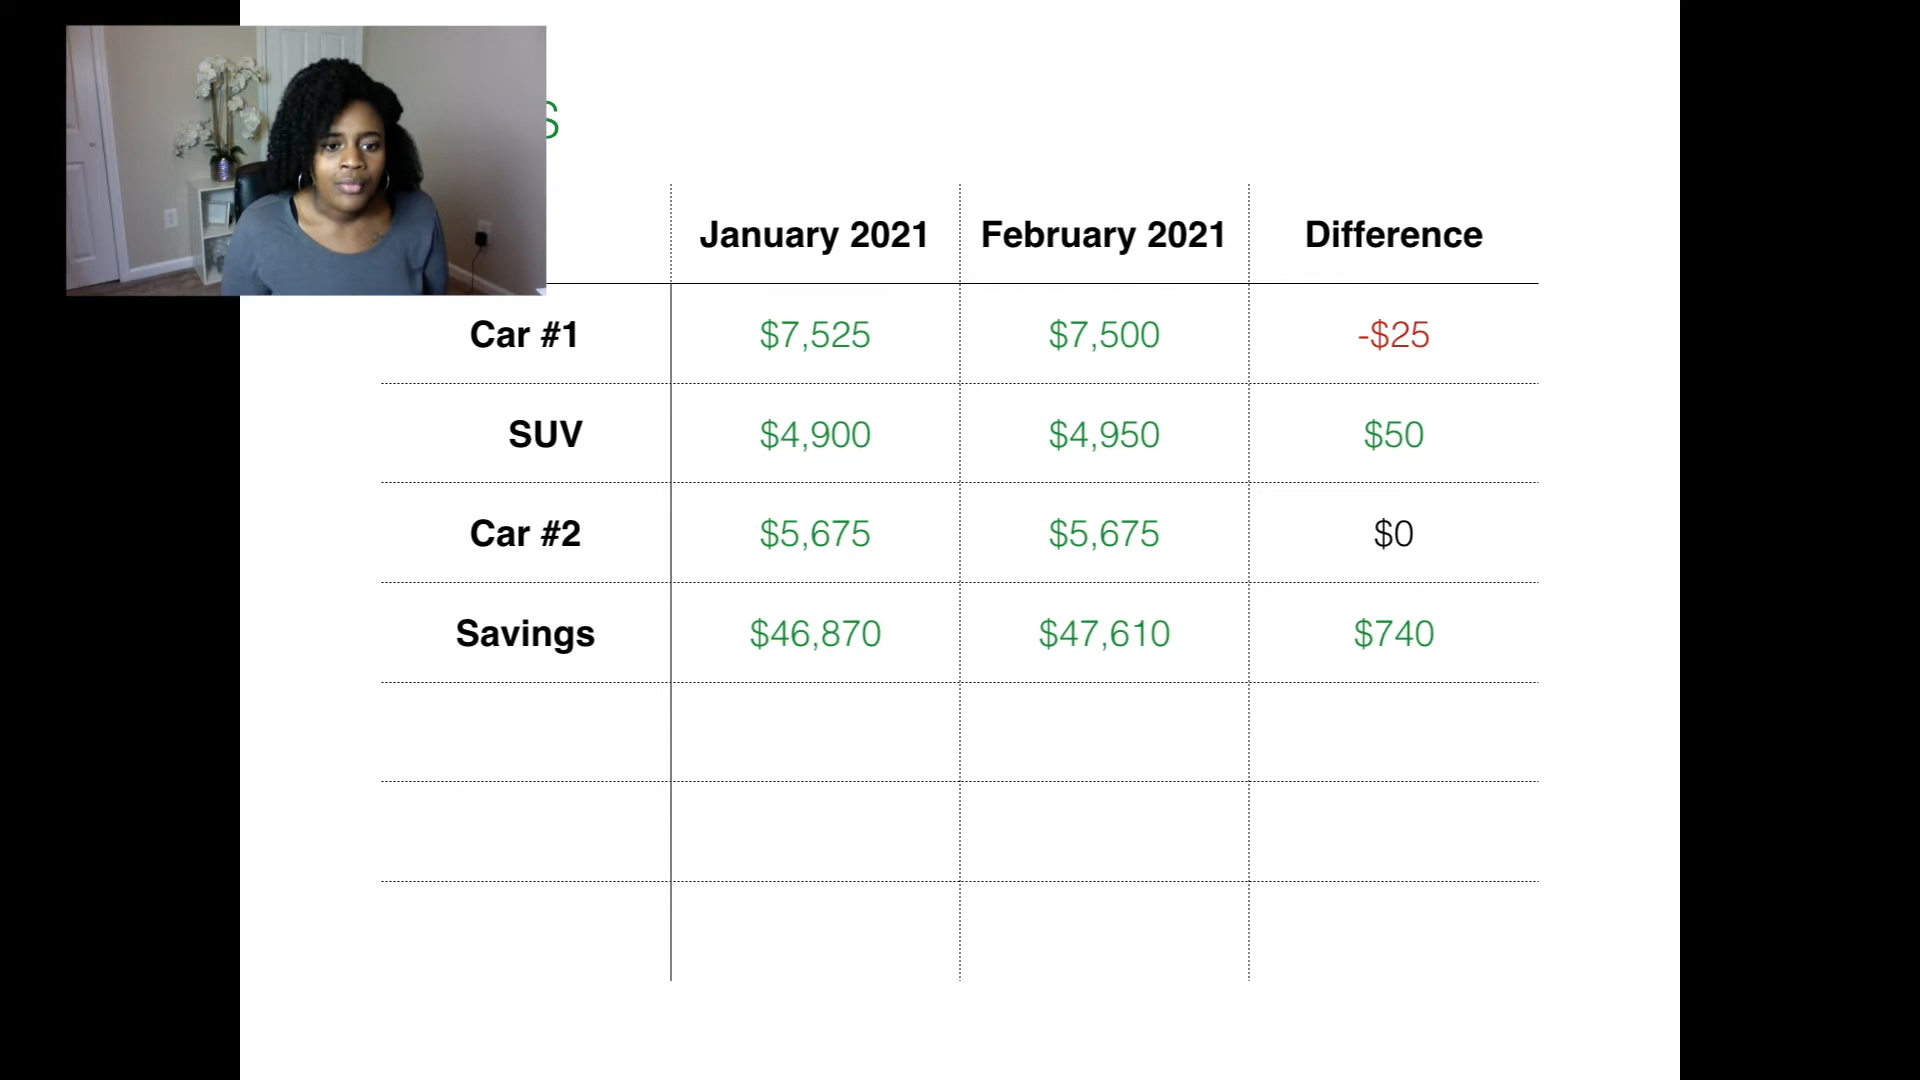 January 2021 February 2021 Difference
Car #1 $7,525 $7,500 -$25
SUV $4,900 $4,950 $50
Car #2 $5,675 $5,675 $0
Savings $46,870 $47,610 $740